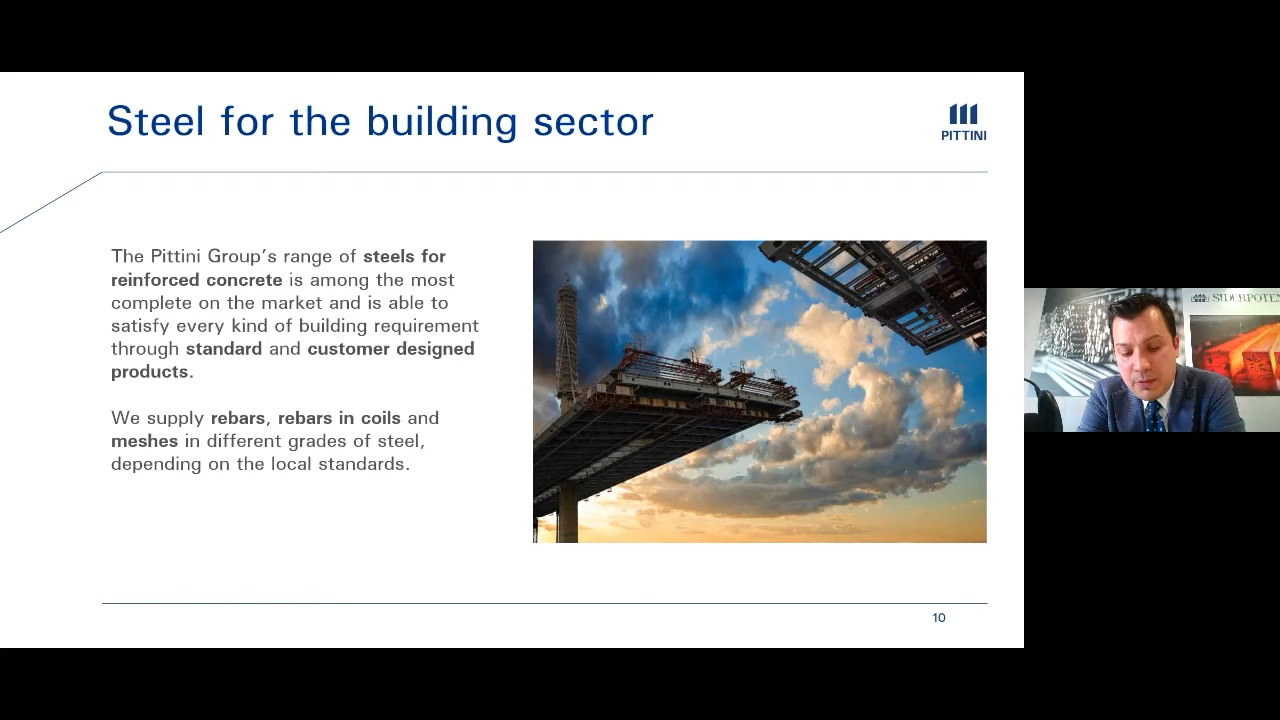 Steel for the building sector
PITTINI
The Pittini Group's range of steels for
reinforced concrete is among the most
complete on the market and is able to
satisfy every kind of building requirement
through standard and customer designed
products.
We supply rebars, rebars in coils and
meshes in different grades of steel,
depending on the local standards.
10
SIDERPOTEN